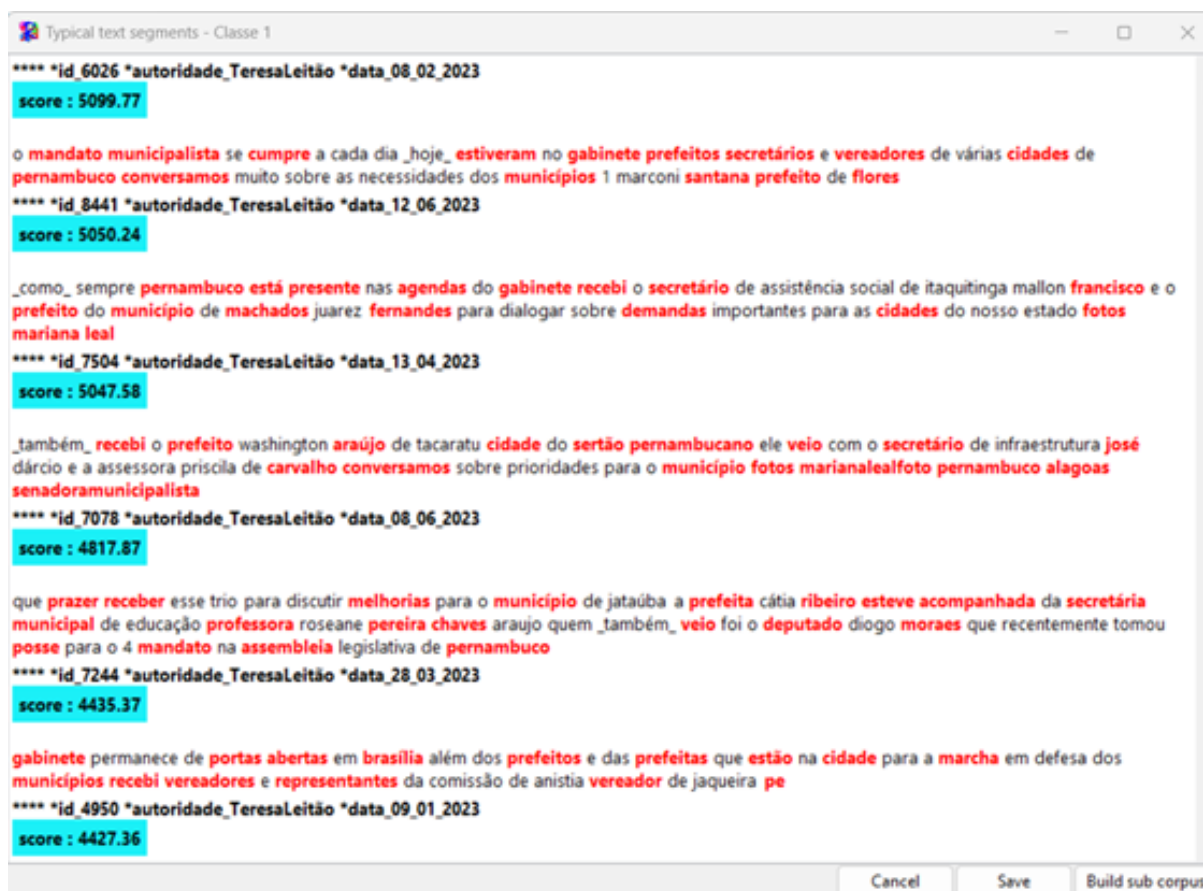 Typical text segments - Classe 1
**** *id_6026 *autoridade_TeresaLeitão *data_08_02_2023
score : 5099.77
o mandato municipalista se cumpre a cada dia _hoje_ estiveram no gabinete prefeitos secretários e vereadores de várias cidades de
pernambuco conversamos muito sobre as necessidades dos municípios 1 marconi santana prefeito de flores
**** *id_8441 *autoridade_TeresaLeitão *data_12_06_2023
score : 5050.24
_como_ sempre pernambuco está presente nas agendas do gabinete recebi o secretário de assistência social de itaquitinga mallon francisco e o
prefeito do município de machados juarez fernandes para dialogar sobre demandas importantes para as cidades do nosso estado fotos
mariana leal
**** *id_7504 *autoridade_TeresaLeitão *data_13_04_2023
score : 5047.58
_também_ recebi o prefeito washington araújo de tacaratu cidade do sertão pernambucano ele veio com o secretário de infraestrutura josé
dárcio e a assessora priscila de carvalho conversamos sobre prioridades para o município fotos marianalealfoto pernambuco alagoas
senadoramunicipalista
**** *id_7078 *autoridade_TeresaLeitão *data_08_06_2023
score : 4817.87
que prazer receber esse trio para discutir melhorias para o município de jataúba a prefeita cátia ribeiro esteve acompanhada da secretária
municipal de educação professora roseane pereira chaves araujo quem _também_ veio foi o deputado diogo moraes que recentemente tomou
posse para o 4 mandato na assembleia legislativa de pernambuco
**** *id_7244 *autoridade_TeresaLeitão *data_28_03_2023
score : 4435.37
gabinete permanece de portas abertas em brasília além dos prefeitos e das prefeitas que estão na cidade para a marcha em defesa dos
municípios recebi vereadores e representantes da comissão de anistia vereador de jaqueira pe
**** *id_4950 *autoridade_TeresaLeitão *data_09_01_2023
score : 4427.36
Cancel Save Build sub corpus